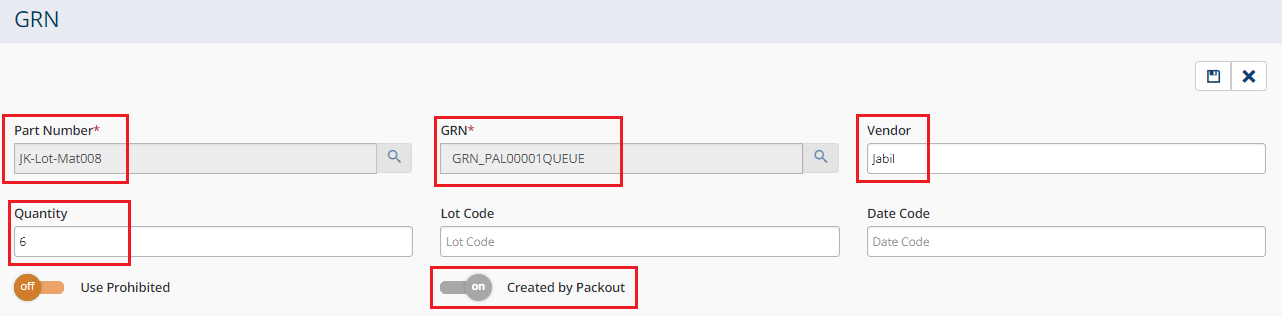 GRN
Part Number* GRN* Vendor
JK-Lot-Mat008 GRN_PAL00001QUEUE Jabil
Quantity Lot Code Date Code
6 Lot Code Date Code
off Use Prohibited on Created by Packout